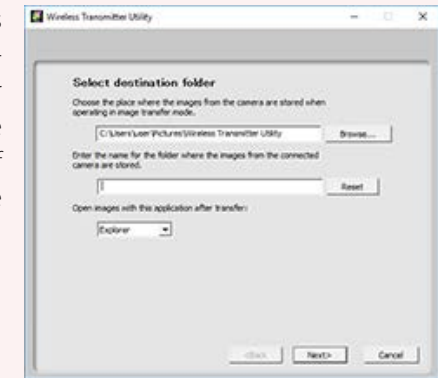 Wireless Transmitter Utility
Select destination folder
Choose the place where the images from the camera are stored when
operating in image transfer mode.
C:\Users\user\Pictures\Wireless Transmitter Utility
Browse...
Enter the name for the folder where the images from the connected
camera are stored.
Reset
Open images with this application after transfer:
Explorer
<Back
Next>
Cancel